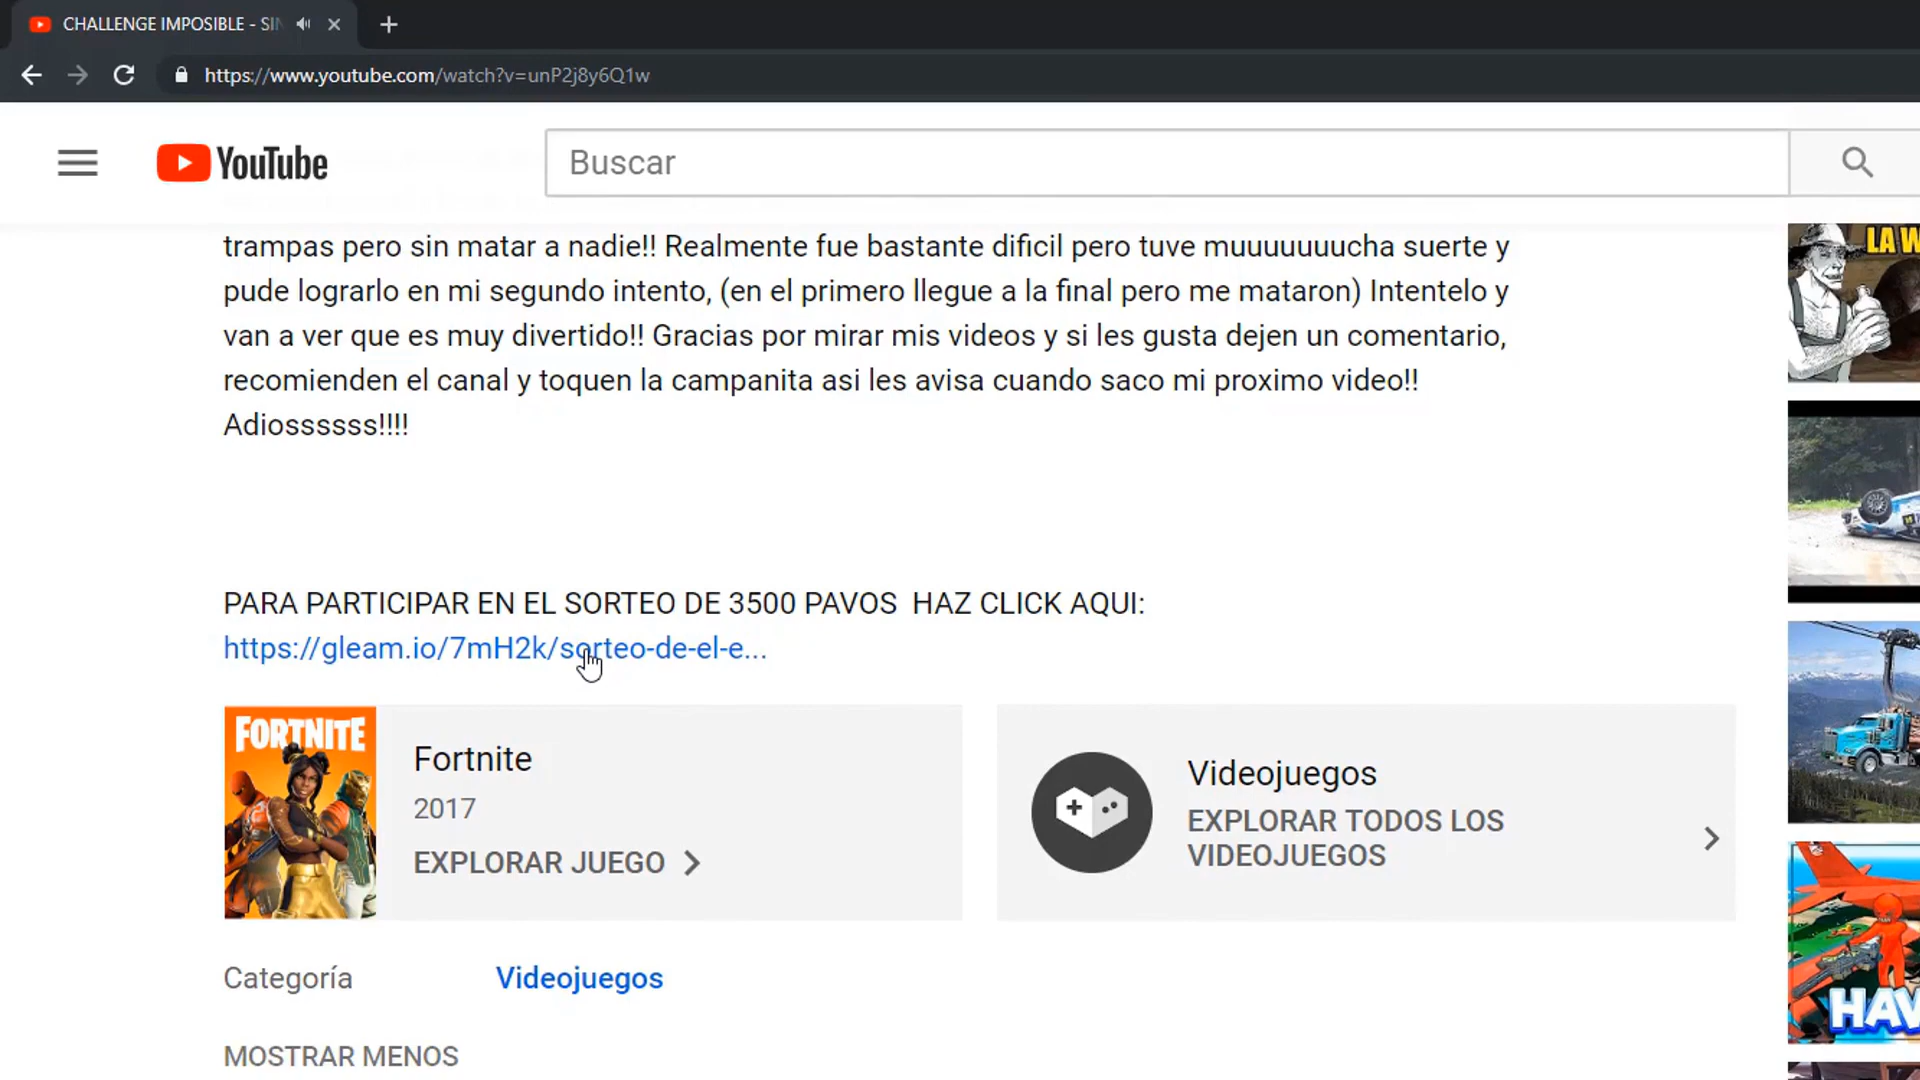 CHALLENGE IMPOSIBLE - SIN
https://www.youtube.com/watch?v=unP2j8y6Q1w
YouTube
Buscar
trampas pero sin matar a nadie!! Realmente fue bastante dificil pero tuve muuuuuuucha suerte y
pude lograrlo en mi segundo intento, (en el primero llegue a la final pero me mataron) Intentelo y
van a ver que es muy divertido!! Gracias por mirar mis videos y si les gusta dejen un comentario,
recomienden el canal y toquen la campanita asi les avisa cuando saco mi proximo video!!
Adiossssss!!!!
PARA PARTICIPAR EN EL SORTEO DE 3500 PAVOS  HAZ CLICK AQUI:
https://gleam.io/7mH2k/sorteo-de-el-e...
FORTNITE
Fortnite
2017
EXPLORAR JUEGO
Videojuegos
EXPLORAR TODOS LOS
VIDEOJUEGOS
Categoría
Videojuegos
MOSTRAR MENOS
LA W
HAV